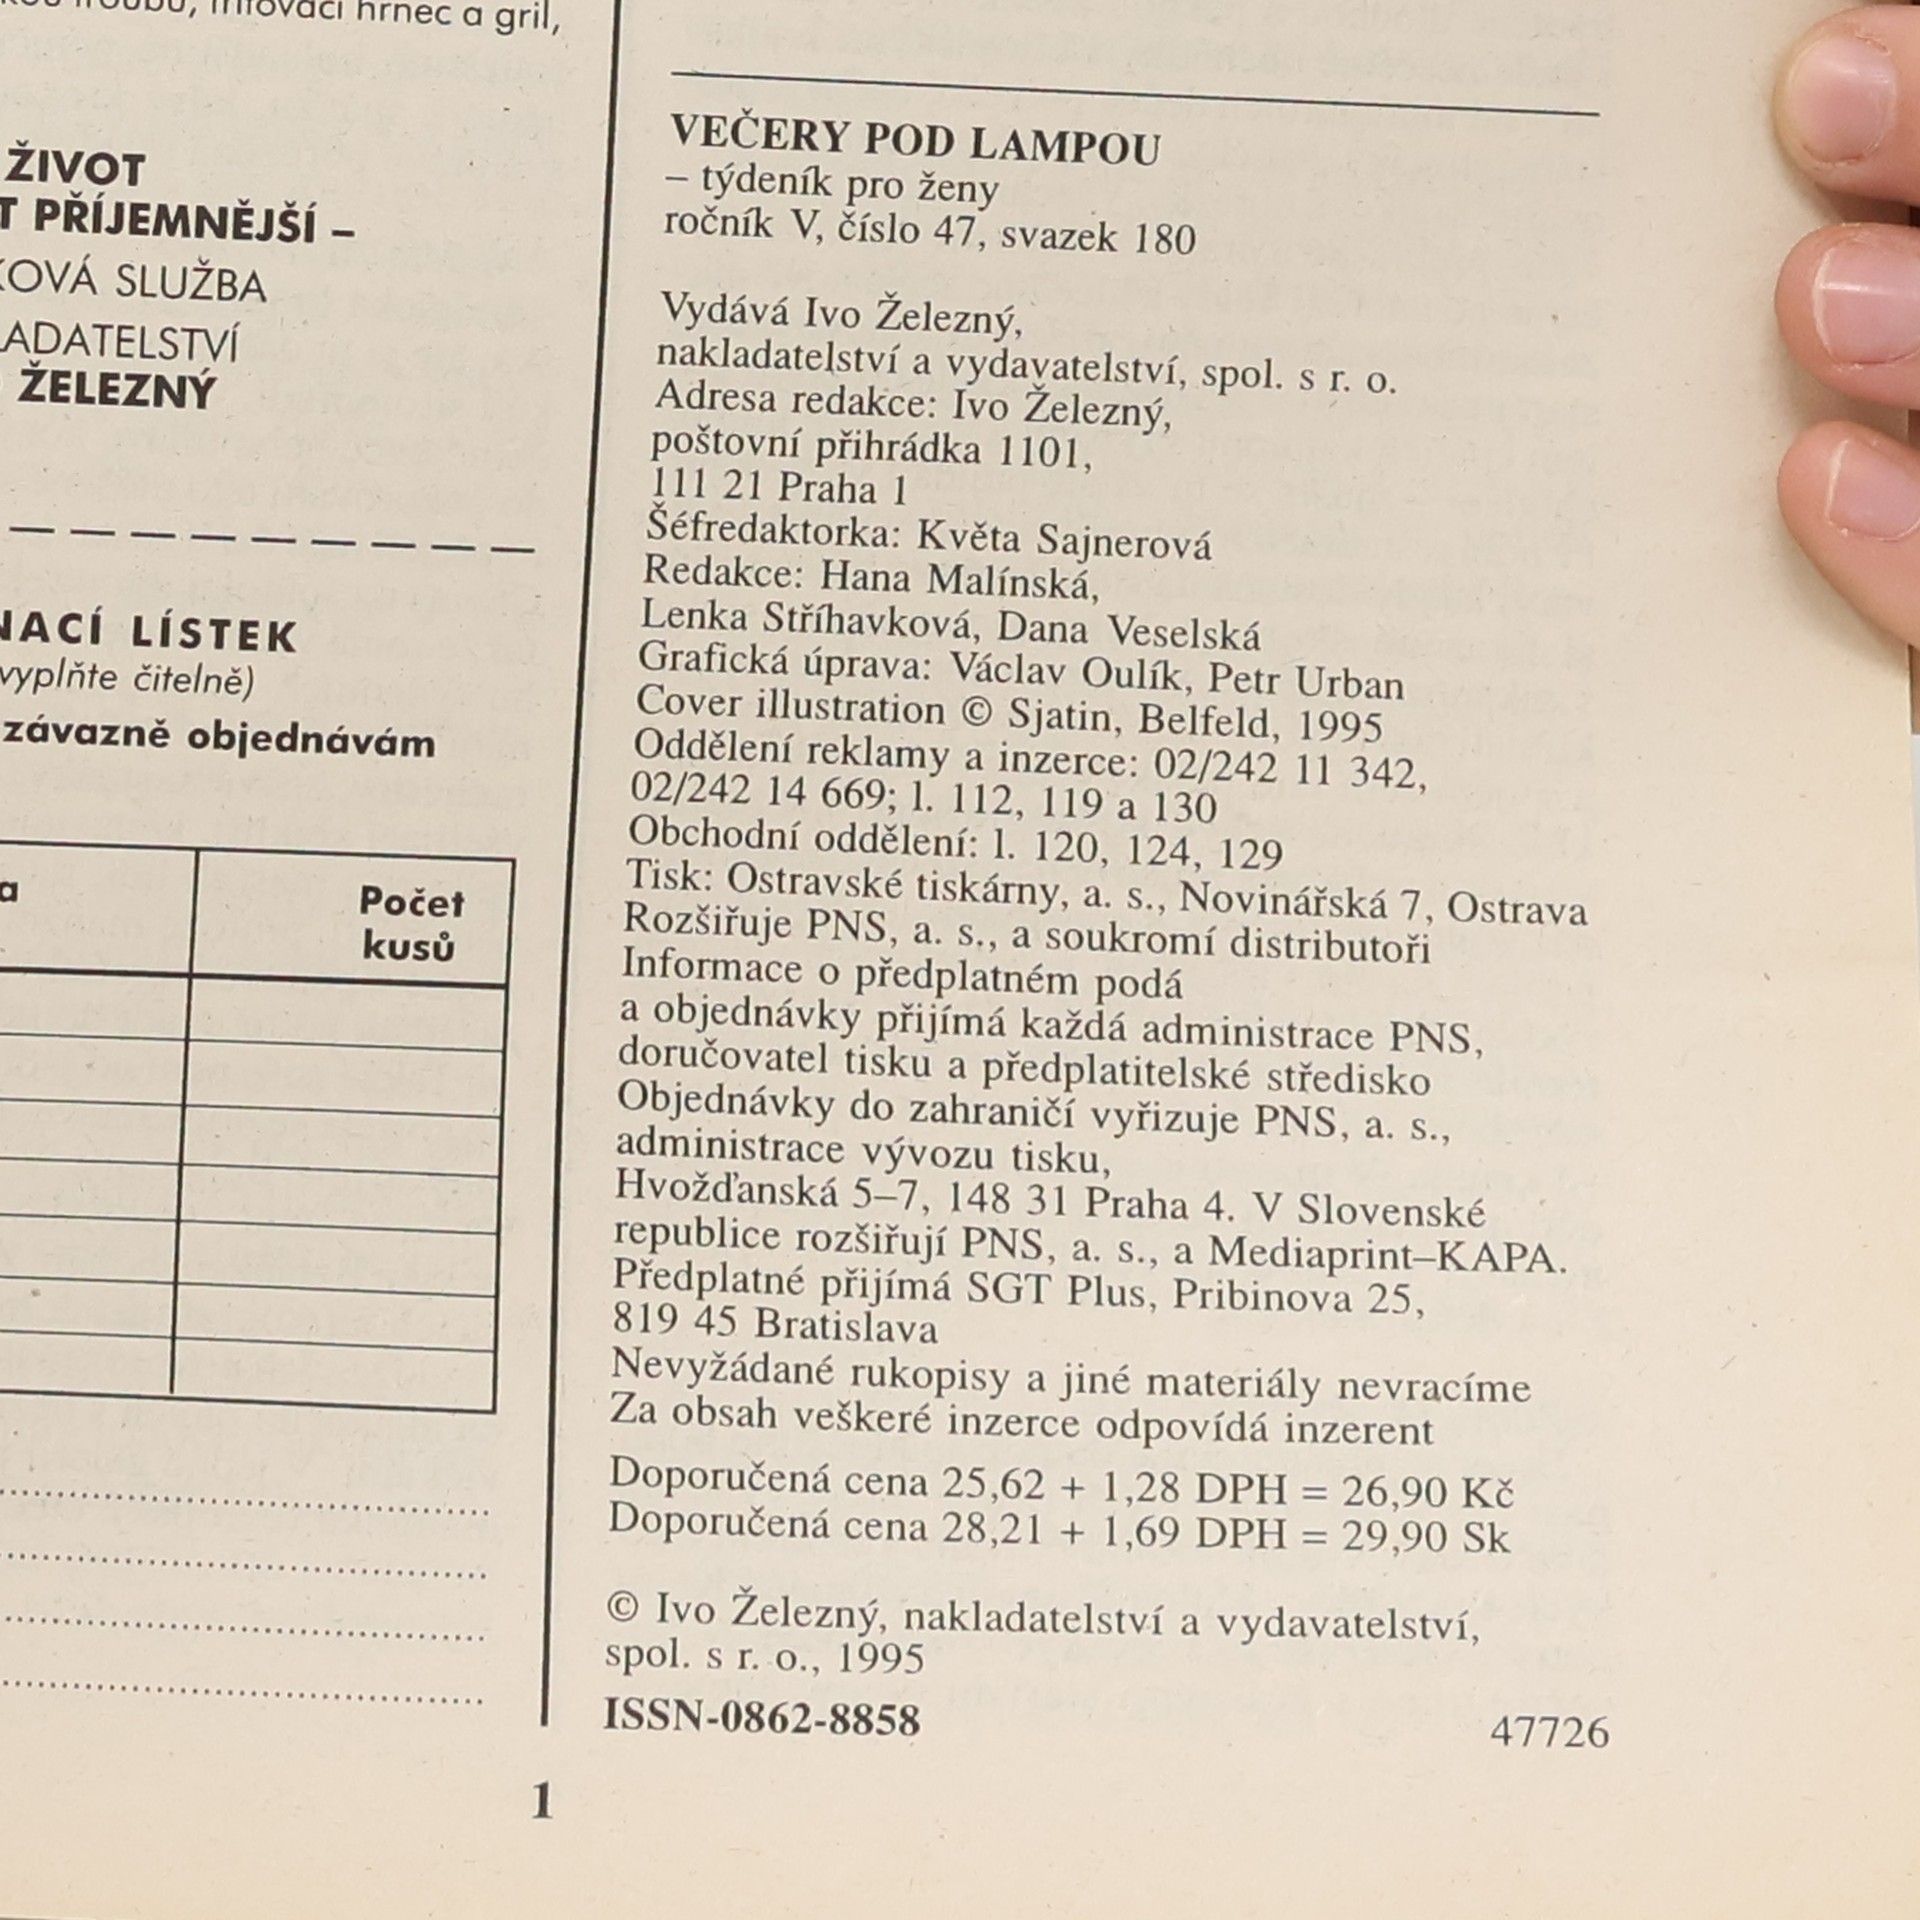 hrnec a gril,
ŽIVOT
PŘÍJEMNĚJŠÍ –
SLUŽBA
ŽELEZNÝ
LÍSTEK
vyplňte čitelně)
závazně objednávám
Počet
kusů
VEČERY POD LAMPOU
– týdeník pro ženy
ročník V, číslo 47, svazek 180
Vydává Ivo Železný,
nakladatelství a vydavatelství, spol. s r. o.
Adresa redakce: Ivo Železný,
poštovní přihrádka 1101,
111 21 Praha 1
Šéfredaktorka: Květa Sajnerová
Redakce: Hana Malínská,
Lenka Stříhavková, Dana Veselská
Grafická úprava: Václav Oulík, Petr Urban
Cover illustration © Sjatin, Belfeld, 1995
Oddělení reklamy a inzerce: 02/242 11 342,
02/242 14 669; l. 112, 119 a 130
Obchodní oddělení: l. 120, 124, 129
Tisk: Ostravské tiskárny, a. s., Novinářská 7, Ostrava
Rozšiřuje PNS, a. s., a soukromí distributoři
Informace o předplatném podá
a objednávky přijímá každá administrace PNS,
doručovatel tisku a předplatitelské středisko
Objednávky do zahraničí vyřizuje PNS, a. s.,
administrace vývozu tisku,
Hvožďanská 5–7, 148 31 Praha 4. V Slovenské
republice rozšiřují PNS, a. s., a Mediaprint–KAPA.
Předplatné přijímá SGT Plus, Pribinova 25,
819 45 Bratislava
Nevyžádané rukopisy a jiné materiály nevracíme
Za obsah veškeré inzerce odpovídá inzerent
Doporučená cena 25,62 + 1,28 DPH = 26,90 Kč
Doporučená cena 28,21 + 1,69 DPH = 29,90 Sk
© Ivo Železný, nakladatelství a vydavatelství,
spol. s r. o., 1995
ISSN-0862-8858 47726
1